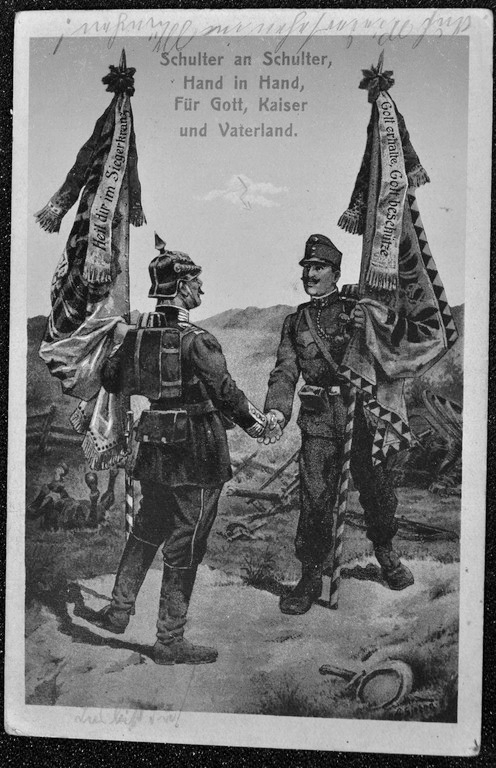 Schulter an Schulter,
Hand in Hand,
Für Gott, Kaiser
und Vaterland.
Heil dir im Siegerkranz
Gott erhalte, Gott beschütze